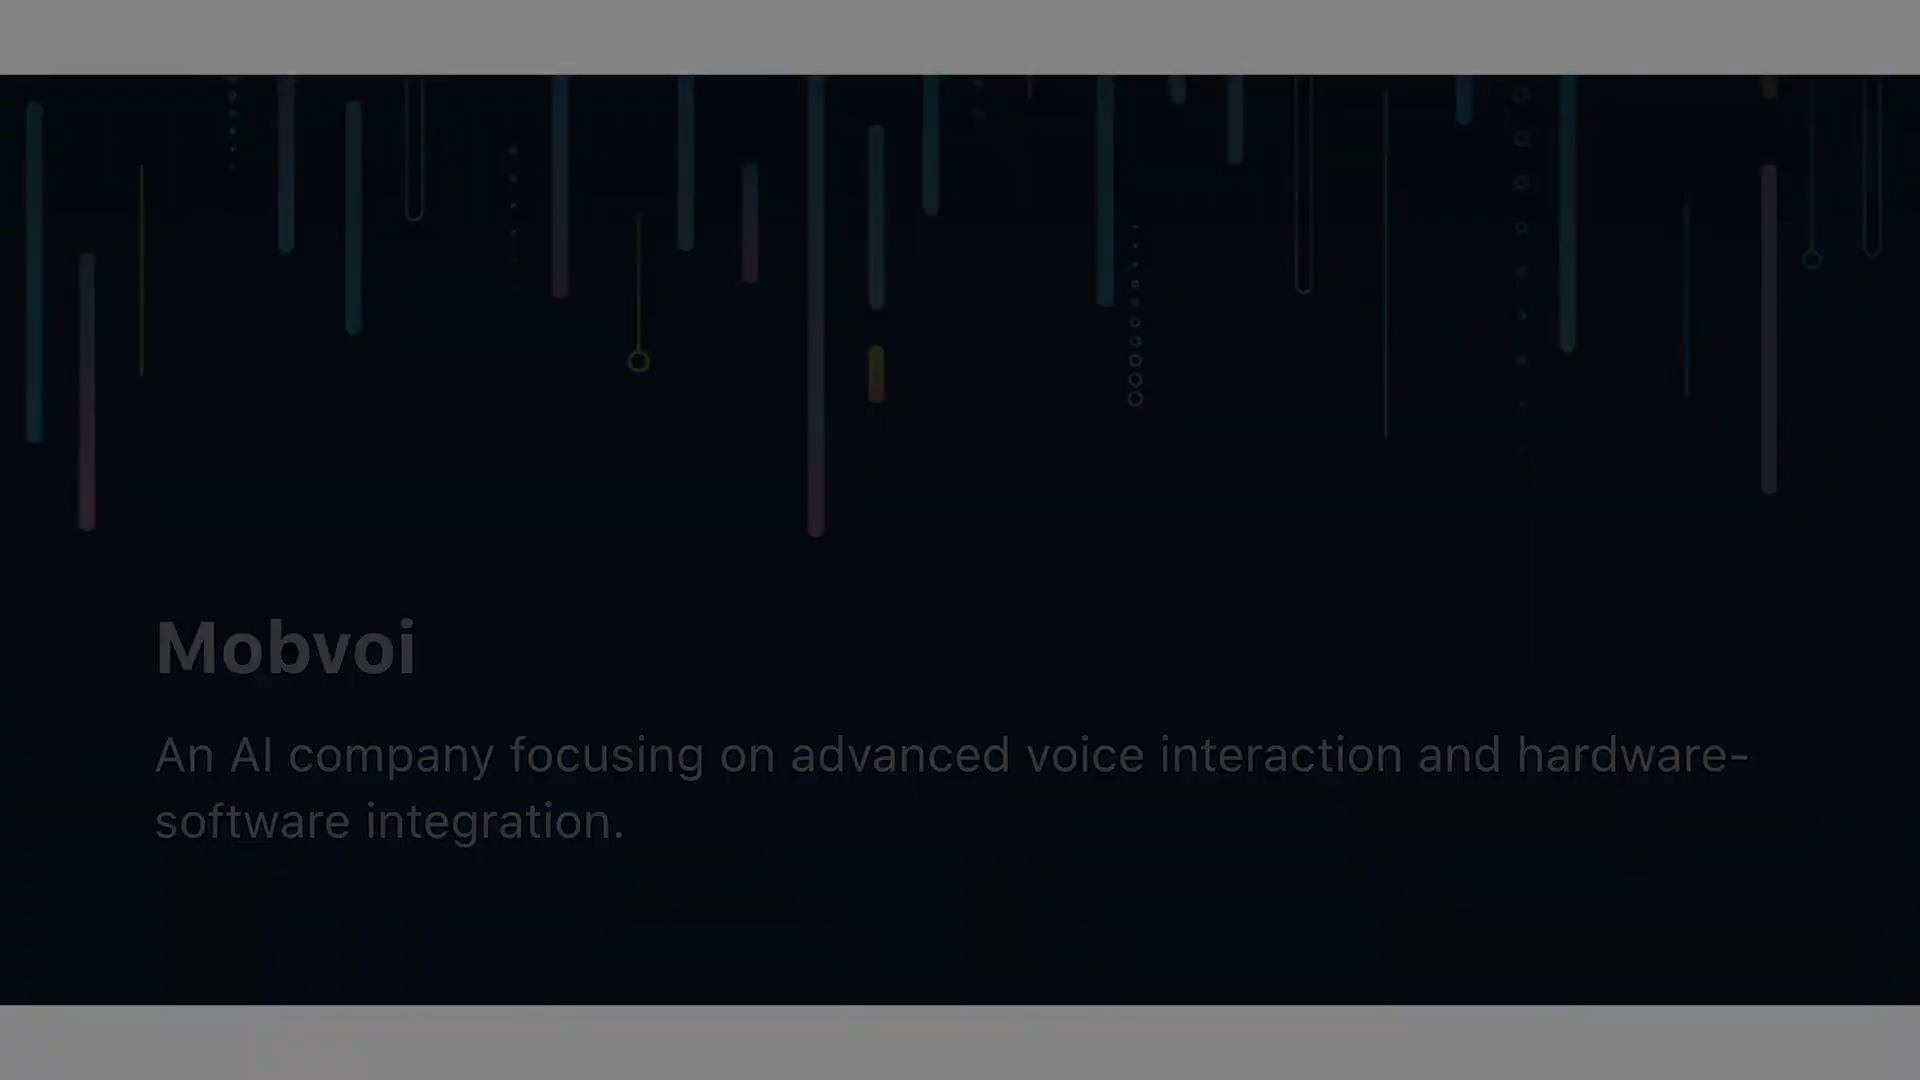 Mobvoi
An AI company focusing on advanced voice interaction and hardware-
software integration.